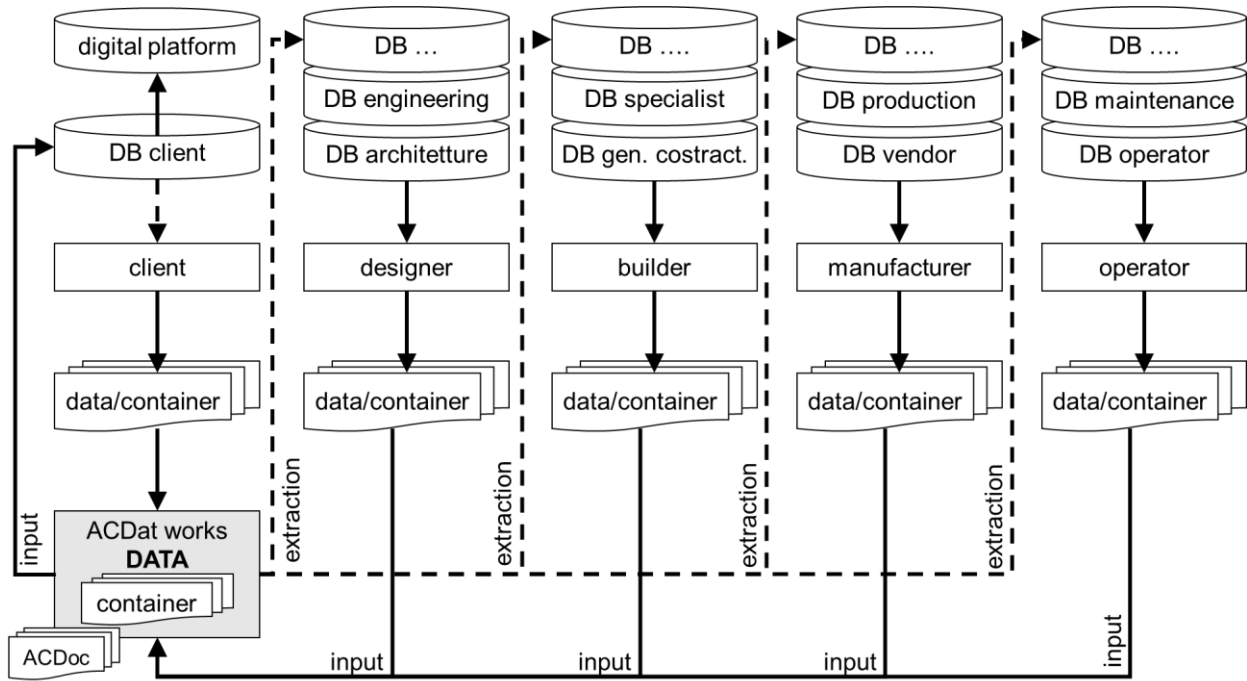 digital platform
DB …
DB ….
DB ….
DB ….
DB engineering
DB specialist
DB production
DB maintenance
DB client
DB architetture
DB gen. costract.
DB vendor
DB operator
client
designer
builder
manufacturer
operator
data/container
data/container
data/container
data/container
data/container
input
ACDat works
DATA
container
ACDoc
extraction
extraction
extraction
extraction
input
input
input
input